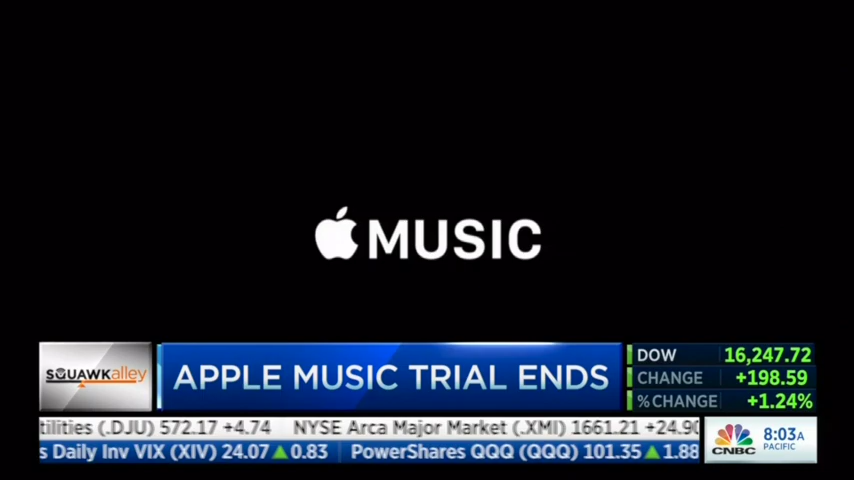 MUSIC
SQUAWKalley
APPLE MUSIC TRIAL ENDS
DOW 16,247.72
CHANGE +198.59
% CHANGE +1.24%
tilities (.DJU) 572.17 +4.74 NYSE Arca Major Market (.XMI) 1661.21 +24.90
s Daily Inv VIX (XIV) 24.07 ▲ 0.83 PowerShares QQQ (QQQ) 101.35 ▲ 1.88
CNBC
8:03A
PACIFIC